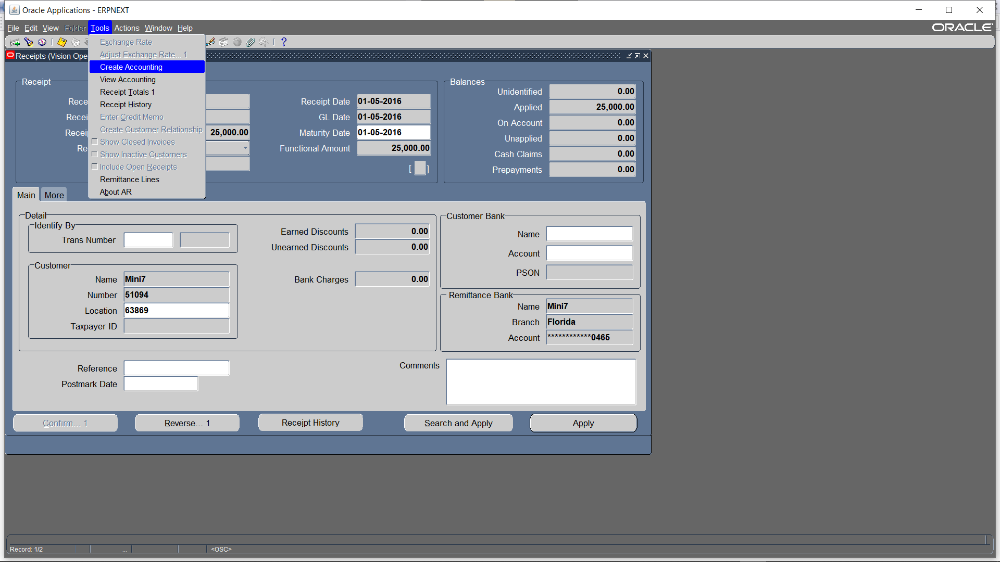 Oracle Applications - ERPNEXT
File Edit View Folder Tools Actions Window Help
ORACLE
Exchange Rate
Adjust Exchange Rate... 1
Create Accounting
View Accounting
Receipt Totals 1
Receipt History
Enter Credit Memo
Create Customer Relationship
Show Closed Invoices
Show Inactive Customers
Include Open Receipts
Remittance Lines
About AR
Receipts (Vision Ope
Receipt
Rece
Recei
Receip
25,000.00
Re
Receipt Date 01-05-2016
GL Date 01-05-2016
Maturity Date 01-05-2016
Functional Amount 25,000.00
[ ]
Balances
Unidentified 0.00
Applied 25,000.00
On Account 0.00
Unapplied 0.00
Cash Claims 0.00
Prepayments 0.00
Main More
Detail
Identify By
Trans Number
Customer
Name Mini7
Number 51094
Location 63869
Taxpayer ID
Earned Discounts 0.00
Unearned Discounts 0.00
Bank Charges 0.00
Customer Bank
Name
Account
PSON
Remittance Bank
Name Mini7
Branch Florida
Account ************0465
Reference
Postmark Date
Comments
Confirm... 1 Reverse... 1 Receipt History Search and Apply Apply
Record: 1/2 ... <OSC>